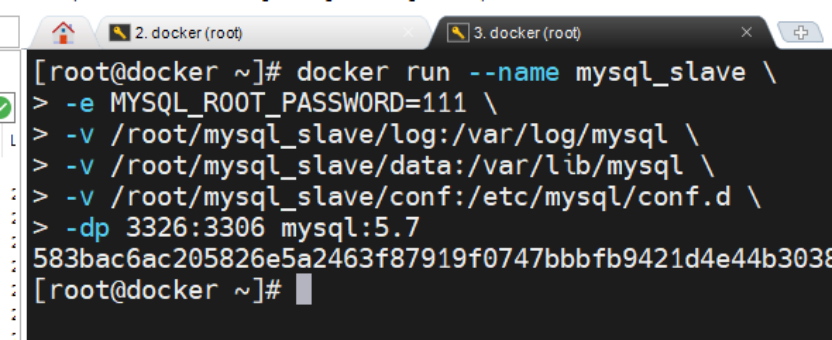 2. docker (root)
3. docker (root)
[root@docker ~]# docker run --name mysql_slave \
> -e MYSQL_ROOT_PASSWORD=111 \
> -v /root/mysql_slave/log:/var/log/mysql \
> -v /root/mysql_slave/data:/var/lib/mysql \
> -v /root/mysql_slave/conf:/etc/mysql/conf.d \
> -dp 3326:3306 mysql:5.7
583bac6ac205826e5a2463f87919f0747bbbfb9421d4e44b3038
[root@docker ~]#